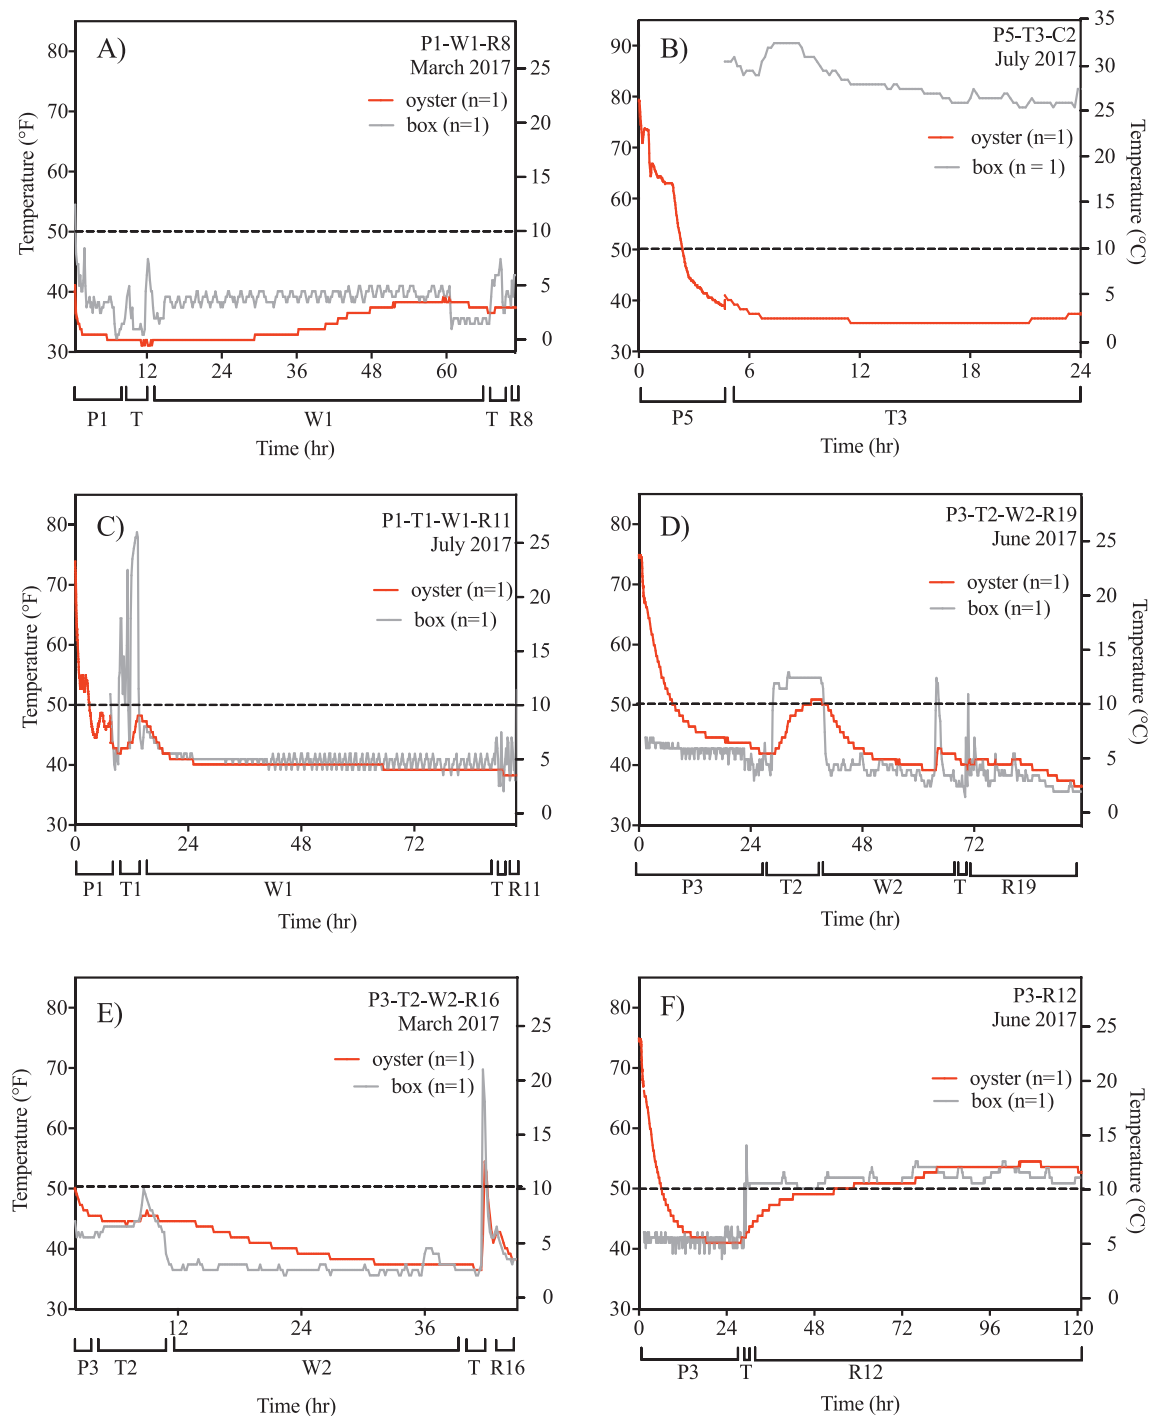 A)
P1-W1-R8
March 2017
oyster (n=1)
box (n=1)
Temperature (°F)
80
70
60
50
40
30
25
20
15
10
5
0
12
24
36
48
60
P1
T
W1
T
R8
Time (hr)
B)
P5-T3-C2
July 2017
oyster (n=1)
box (n = 1)
90
80
70
60
50
40
30
35
30
25
20
15
10
5
0
Temperature (°C)
0
6
12
18
24
P5
T3
Time (hr)
C)
P1-T1-W1-R11
July 2017
oyster (n=1)
box (n=1)
Temperature (°F)
80
70
60
50
40
30
25
20
15
10
5
0
0
24
48
72
P1
T1
W1
T
R11
Time (hr)
D)
P3-T2-W2-R19
June 2017
oyster (n=1)
box (n=1)
80
70
60
50
40
30
25
20
15
10
5
0
Temperature (°C)
0
24
48
72
P3
T2
W2
T
R19
Time (hr)
E)
P3-T2-W2-R16
March 2017
oyster (n=1)
box (n=1)
Temperature (°F)
80
70
60
50
40
30
25
20
15
10
5
0
12
24
36
P3
T2
W2
T
R16
Time (hr)
F)
P3-R12
June 2017
oyster (n=1)
box (n=1)
80
70
60
50
40
30
25
20
15
10
5
0
Temperature (°C)
0
24
48
72
96
120
P3
T
R12
Time (hr)